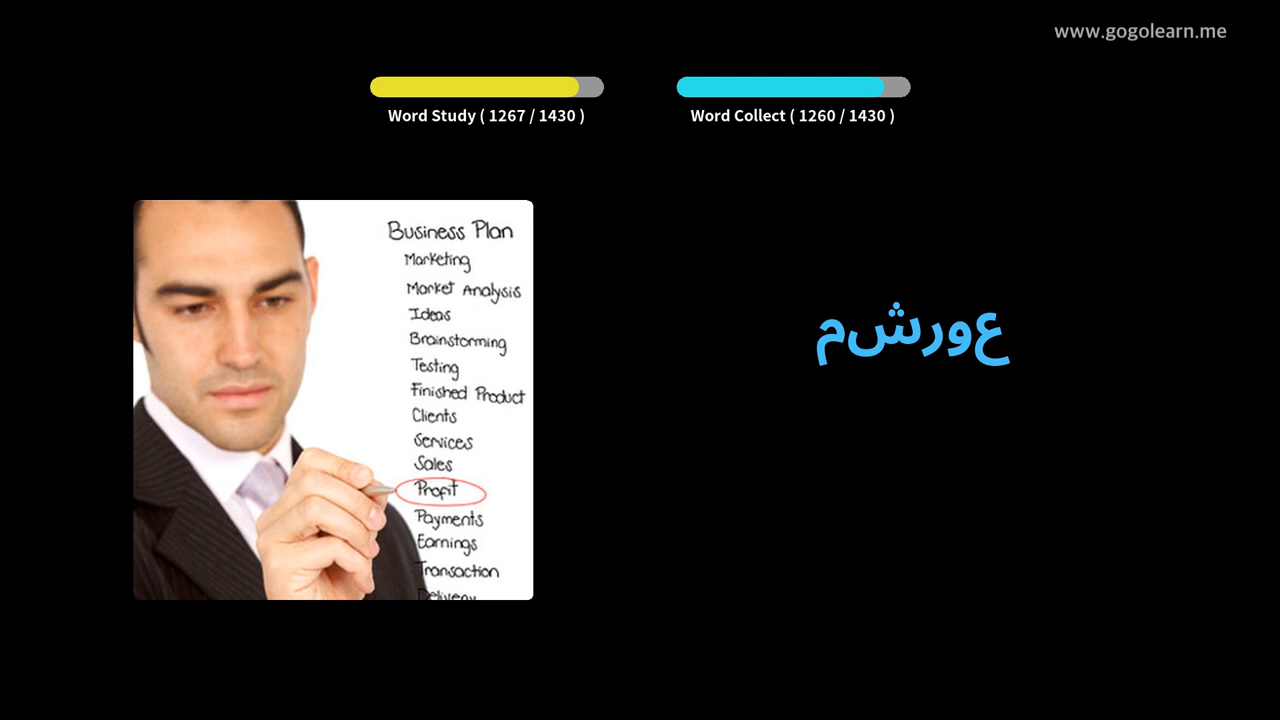 www.gogolearn.me
Word Study ( 1267 / 1430 )
Word Collect ( 1260 / 1430 )
Business Plan
Marketing
Market Analysis
Ideas
Brainstorming
Testing
Finished Product
Clients
Services
Sales
Profit
Payments
Earnings
Transaction
Delivery
مشروع